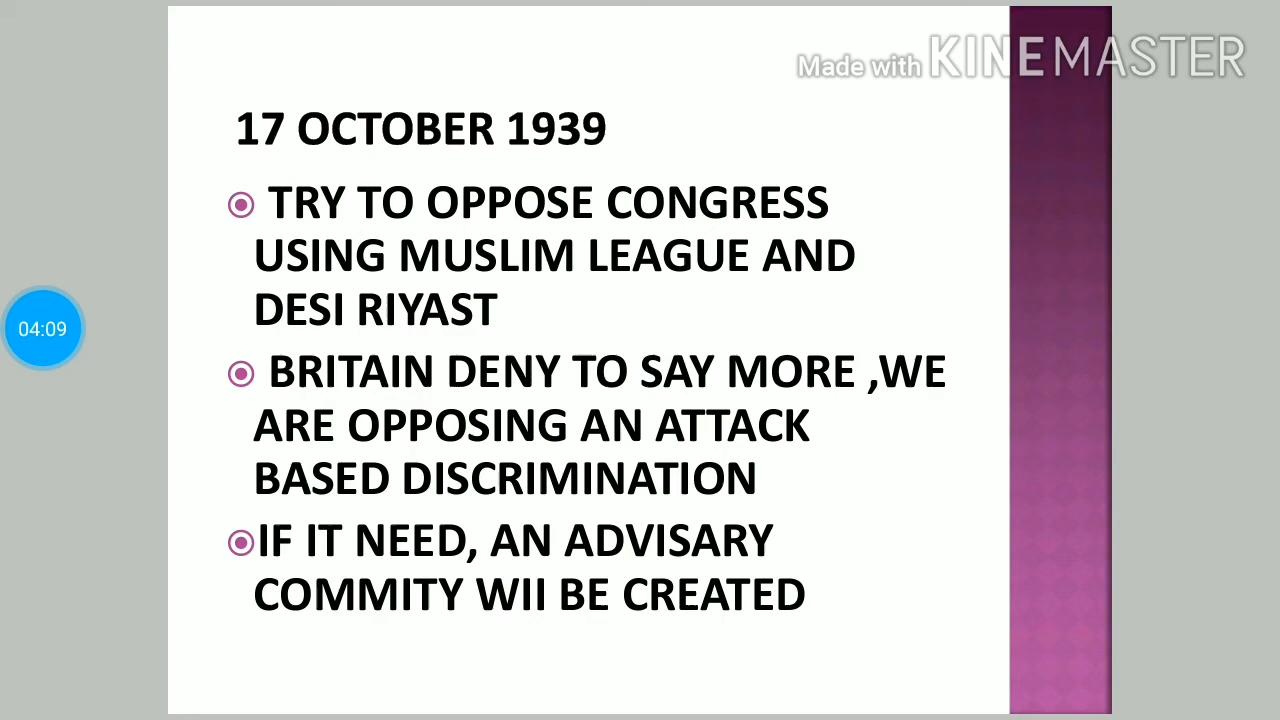 Made with KINEMASTER
17 OCTOBER 1939
TRY TO OPPOSE CONGRESS
USING MUSLIM LEAGUE AND
DESI RIYAST
BRITAIN DENY TO SAY MORE ,WE
ARE OPPOSING AN ATTACK
BASED DISCRIMINATION
IF IT NEED, AN ADVISARY
COMMITY WII BE CREATED
04:09